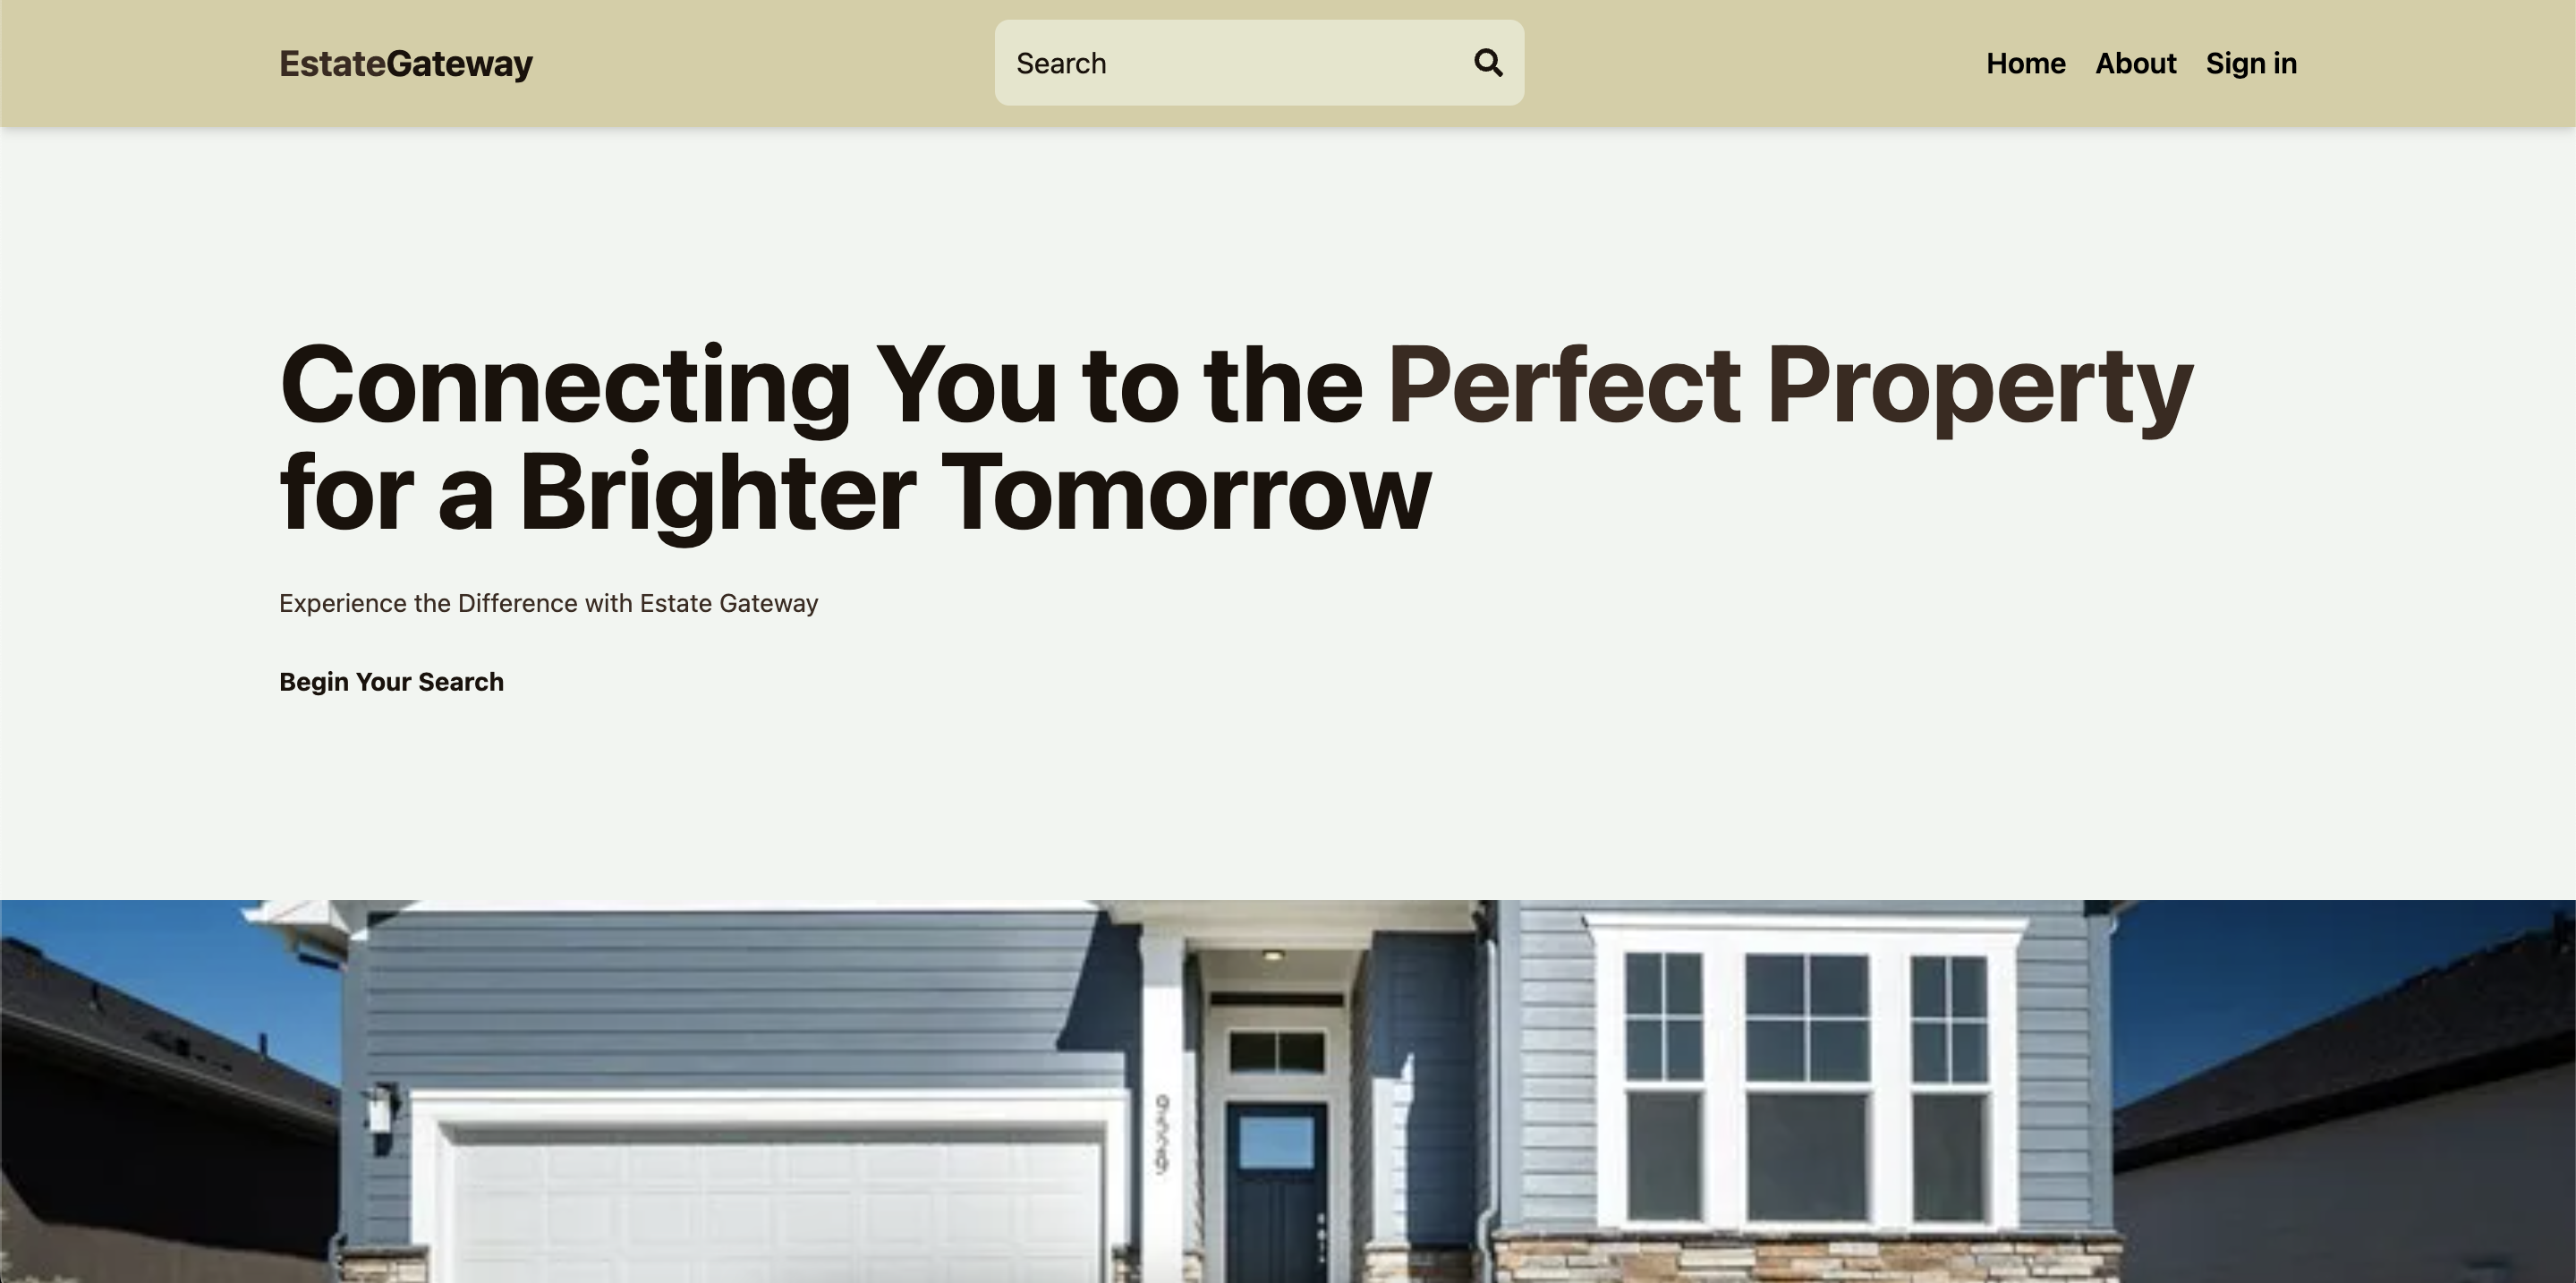 EstateGateway
Search
Home About Sign in
Connecting You to the Perfect Property
for a Brighter Tomorrow
Experience the Difference with Estate Gateway
Begin Your Search